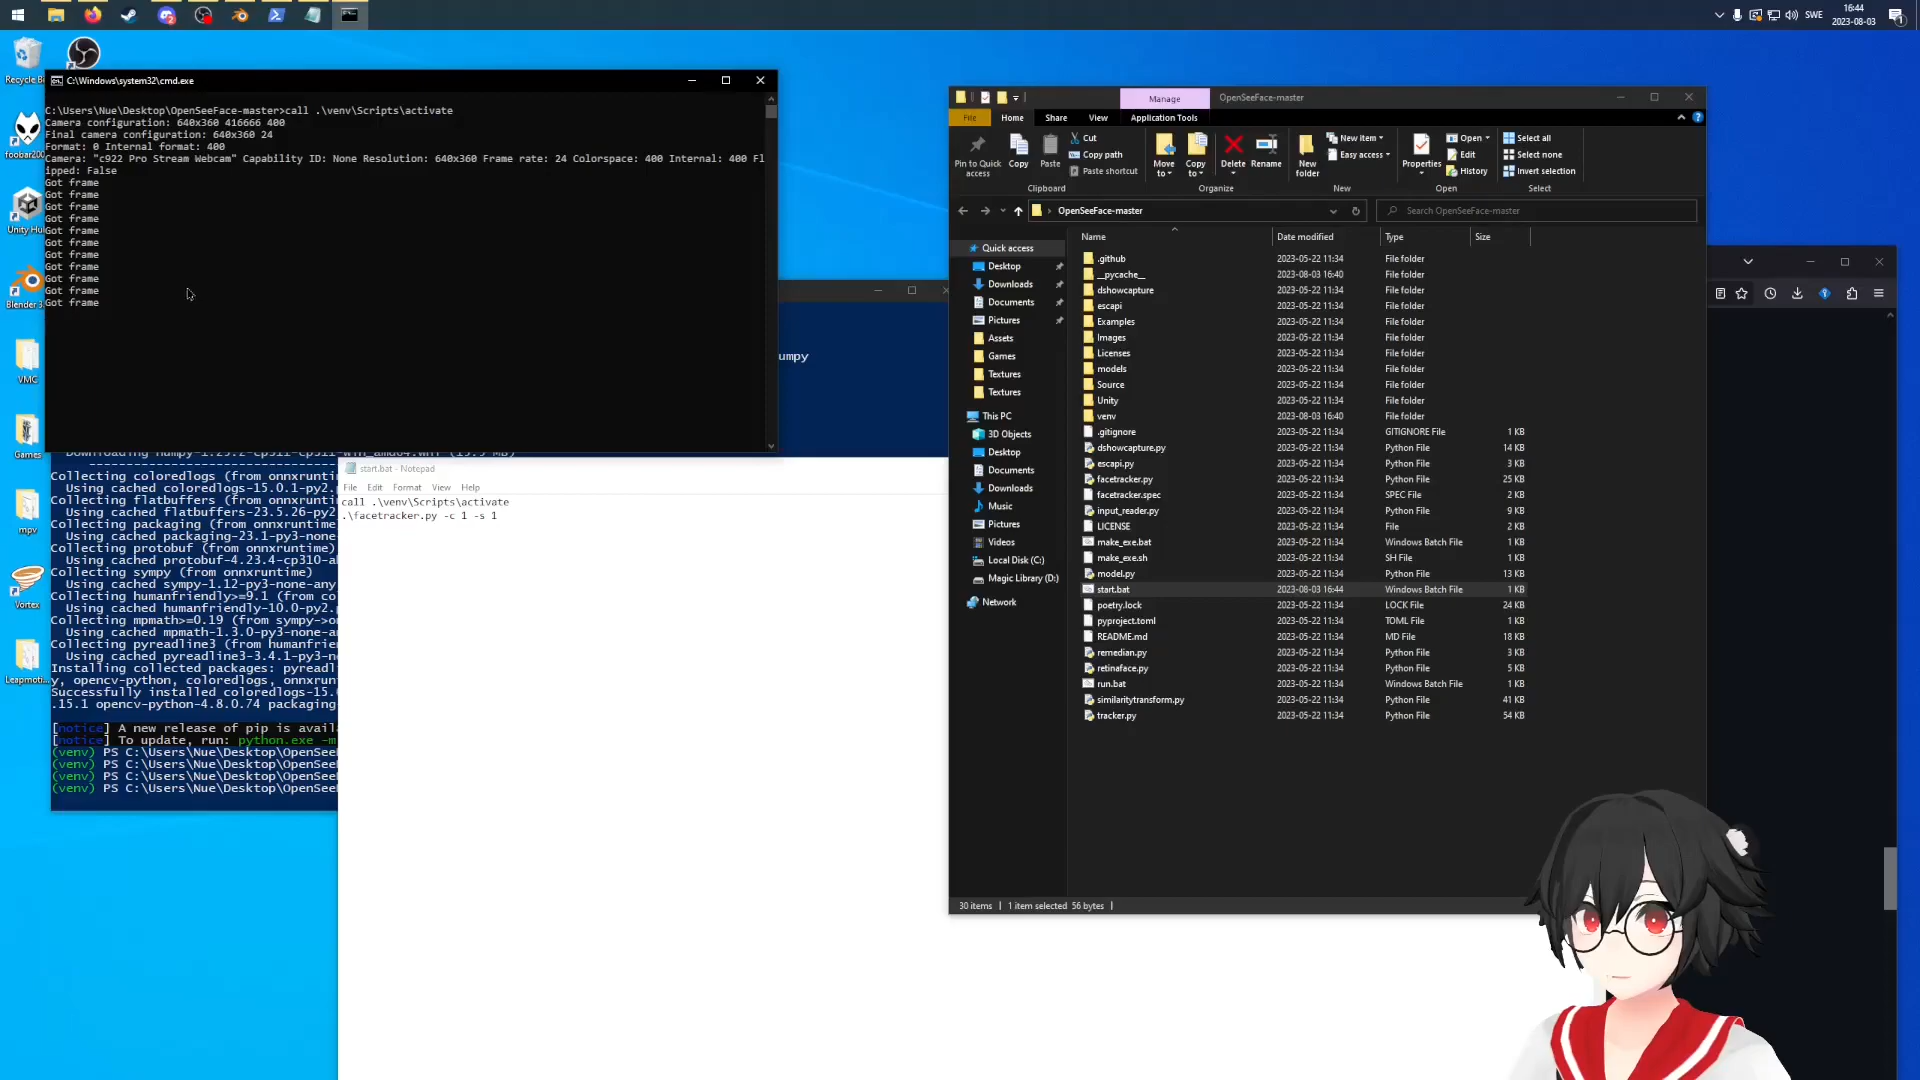 SWE
16:44
2023-08-03
Recycle Bi
foobar200
Unity Hu
Blender 3.
VMC
Games
mpv
Vortex
Leapmoti...
C:\Windows\system32\cmd.exe
C:\Users\Nue\Desktop\OpenSeeFace-master>call .\venv\Scripts\activate
Camera configuration: 640x360 416666 400
Final camera configuration: 640x360 24
Format: 0 Internal format: 400
Camera: "c922 Pro Stream Webcam" Capability ID: None Resolution: 640x360 Frame rate: 24 Colorspace: 400 Internal: 400 Fl
ipped: False
Got frame
Got frame
Got frame
Got frame
Got frame
Got frame
Got frame
Got frame
Got frame
Got frame
Got frame
umpy
Collecting coloredlogs (from onnxrunti
Using cached coloredlogs-15.0.1-py2.
Collecting flatbuffers (from onnxrunti
Using cached flatbuffers-23.5.26-py2
Collecting packaging (from onnxruntime
Using cached packaging-23.1-py3-none
Collecting protobuf (from onnxruntime)
Using cached protobuf-4.23.4-cp310-a
Collecting sympy (from onnxruntime)
Using cached sympy-1.12-py3-none-any
Collecting humanfriendly>=9.1 (from co
Using cached humanfriendly-10.0-py2.
Collecting mpmath>=0.19 (from sympy->o
Using cached mpmath-1.3.0-py3-none-a
Collecting pyreadline3 (from humanfrie
Using cached pyreadline3-3.4.1-py3-n
Installing collected packages: pyreadl
y, opencv-python, coloredlogs, onnxrun
Successfully installed coloredlogs-15.
.15.1 opencv-python-4.8.0.74 packaging-
[notice] A new release of pip is avail
[notice] To update, run: python.exe -m
(venv) PS C:\Users\Nue\Desktop\OpenSee
(venv) PS C:\Users\Nue\Desktop\OpenSee
(venv) PS C:\Users\Nue\Desktop\OpenSee
(venv) PS C:\Users\Nue\Desktop\OpenSee
start.bat - Notepad
File Edit Format View Help
call .\venv\Scripts\activate
.\facetracker.py -c 1 -s 1
Manage OpenSeeFace-master
File Home Share View Application Tools
Pin to Quick access
Copy
Paste
Cut
Copy path
Paste shortcut
Clipboard
Move to
Copy to
Delete
Rename
Organize
New folder
New item
Easy access
New
Properties
Open
Edit
History
Open
Select all
Select none
Invert selection
Select
OpenSeeFace-master
Search OpenSeeFace-master
Quick access
Desktop
Downloads
Documents
Pictures
Assets
Games
Textures
Textures
This PC
3D Objects
Desktop
Documents
Downloads
Music
Pictures
Videos
Local Disk (C:)
Magic Library (D:)
Network
Name Date modified Type Size
.github 2023-05-22 11:34 File folder
__pycache__ 2023-08-03 16:40 File folder
dshowcapture 2023-05-22 11:34 File folder
escapi 2023-05-22 11:34 File folder
Examples 2023-05-22 11:34 File folder
Images 2023-05-22 11:34 File folder
Licenses 2023-05-22 11:34 File folder
models 2023-05-22 11:34 File folder
Source 2023-05-22 11:34 File folder
Unity 2023-05-22 11:34 File folder
venv 2023-08-03 16:40 File folder
.gitignore 2023-05-22 11:34 GITIGNORE File 1 KB
dshowcapture.py 2023-05-22 11:34 Python File 14 KB
escapi.py 2023-05-22 11:34 Python File 3 KB
facetracker.py 2023-05-22 11:34 Python File 25 KB
facetracker.spec 2023-05-22 11:34 SPEC File 2 KB
input_reader.py 2023-05-22 11:34 Python File 9 KB
LICENSE 2023-05-22 11:34 File 2 KB
make_exe.bat 2023-05-22 11:34 Windows Batch File 1 KB
make_exe.sh 2023-05-22 11:34 SH File 1 KB
model.py 2023-05-22 11:34 Python File 13 KB
start.bat 2023-08-03 16:44 Windows Batch File 1 KB
poetry.lock 2023-05-22 11:34 LOCK File 24 KB
pyproject.toml 2023-05-22 11:34 TOML File 1 KB
README.md 2023-05-22 11:34 MD File 18 KB
remedian.py 2023-05-22 11:34 Python File 3 KB
retinaface.py 2023-05-22 11:34 Python File 5 KB
run.bat 2023-05-22 11:34 Windows Batch File 1 KB
similaritytransform.py 2023-05-22 11:34 Python File 41 KB
tracker.py 2023-05-22 11:34 Python File 54 KB
30 items 1 item selected 56 bytes